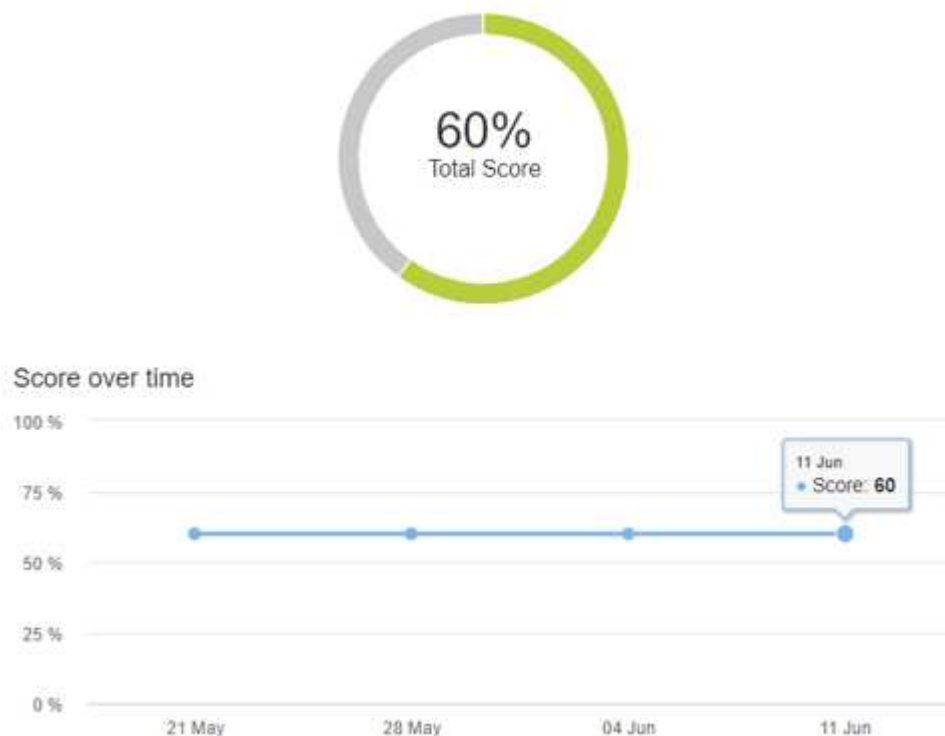 60%
Total Score
Score over time
100 %
75 %
50 %
25 %
0 %
11 Jun
Score: 60
21 May
28 May
04 Jun
11 Jun